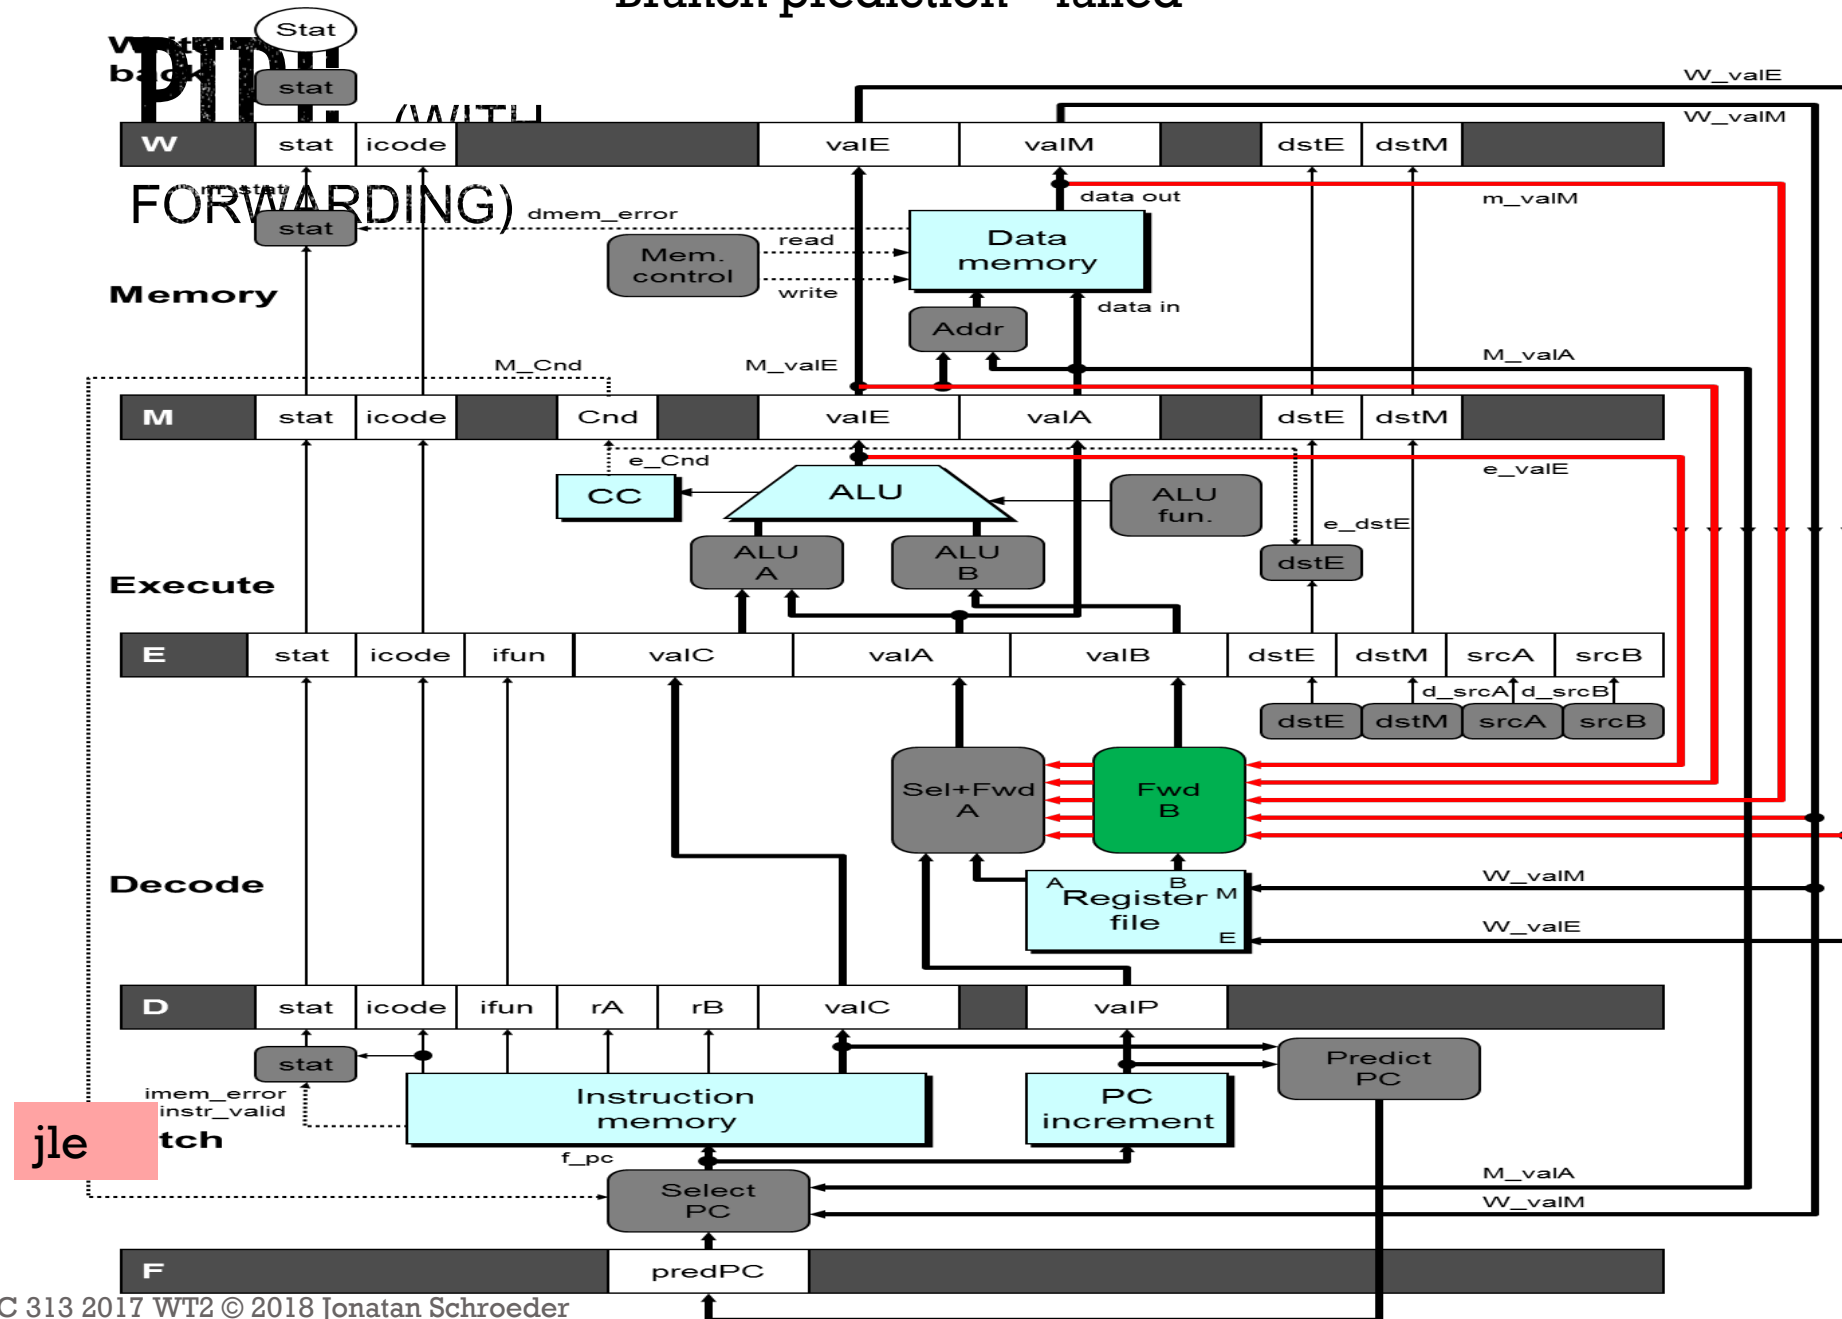 Branch prediction - failed
Stat
Write
back
PIPE (WITH
FORWARDING)
stat
W_valE
W_valM
W stat icode valE valM dstE dstM
m_stat
data out
m_valM
stat
dmem_error
read
Mem.
control
write
Data
memory
Memory
data in
Addr
M_Cnd
M_valE
M_valA
M stat icode Cnd valE valA dstE dstM
e_Cnd
e_valE
CC
ALU
ALU
fun.
e_dstE
ALU
A
ALU
B
dstE
Execute
E stat icode ifun valC valA valB dstE dstM srcA srcB
d_srcA d_srcB
dstE dstM srcA srcB
Sel+Fwd
A
Fwd
B
Decode
A B
Register M
file
E
W_valM
W_valE
D stat icode ifun rA rB valC valP
stat
Predict
PC
imem_error
instr_valid
Instruction
memory
PC
increment
jle
tch
f_pc
Select
PC
M_valA
W_valM
F predPC
C 313 2017 WT2 © 2018 Jonatan Schroeder